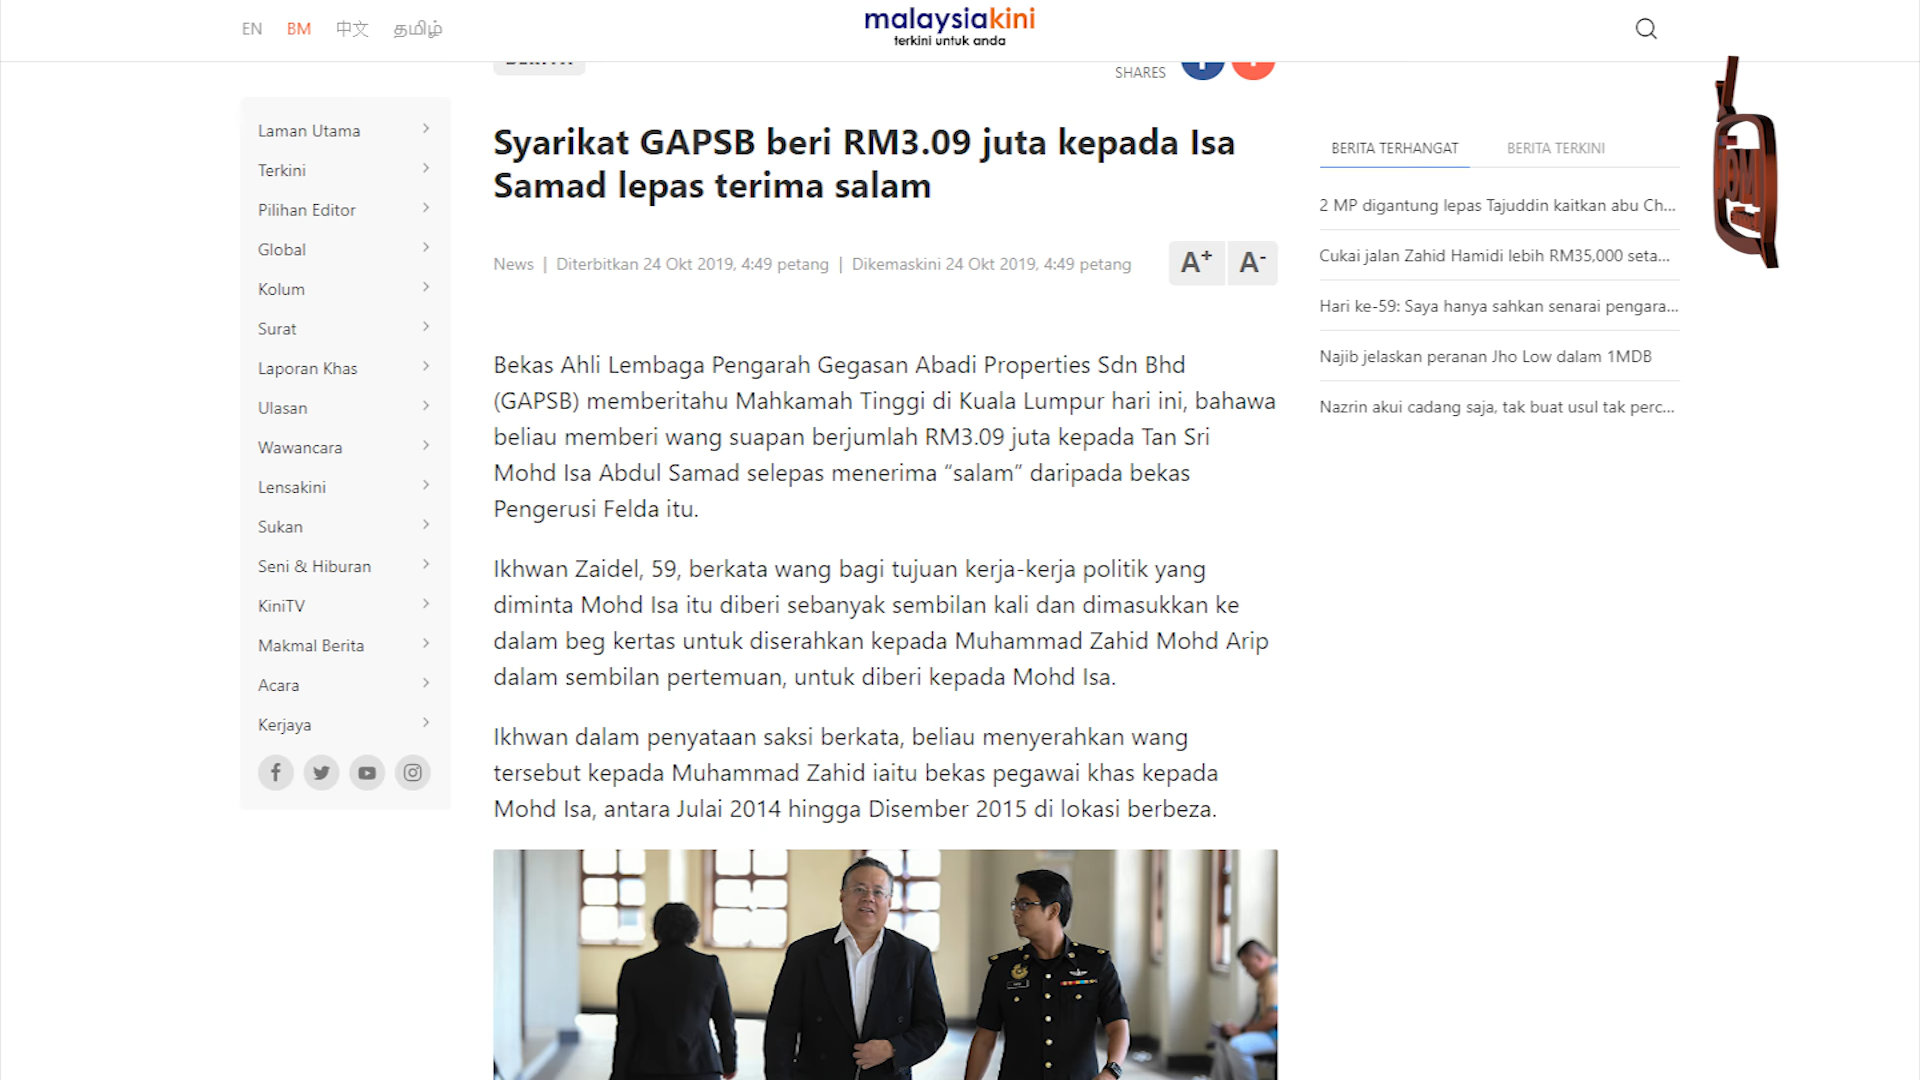 EN BM 中文 தமிழ்
malaysiakini
terkini untuk anda
BERITA
SHARES
Laman Utama
Terkini
Pilihan Editor
Global
Kolum
Surat
Laporan Khas
Ulasan
Wawancara
Lensakini
Sukan
Seni & Hiburan
KiniTV
Makmal Berita
Acara
Kerjaya
Syarikat GAPSB beri RM3.09 juta kepada Isa
Samad lepas terima salam
News | Diterbitkan 24 Okt 2019, 4:49 petang | Dikemaskini 24 Okt 2019, 4:49 petang
A+ A-
Bekas Ahli Lembaga Pengarah Gegasan Abadi Properties Sdn Bhd
(GAPSB) memberitahu Mahkamah Tinggi di Kuala Lumpur hari ini, bahawa
beliau memberi wang suapan berjumlah RM3.09 juta kepada Tan Sri
Mohd Isa Abdul Samad selepas menerima “salam” daripada bekas
Pengerusi Felda itu.
Ikhwan Zaidel, 59, berkata wang bagi tujuan kerja-kerja politik yang
diminta Mohd Isa itu diberi sebanyak sembilan kali dan dimasukkan ke
dalam beg kertas untuk diserahkan kepada Muhammad Zahid Mohd Arip
dalam sembilan pertemuan, untuk diberi kepada Mohd Isa.
Ikhwan dalam penyataan saksi berkata, beliau menyerahkan wang
tersebut kepada Muhammad Zahid iaitu bekas pegawai khas kepada
Mohd Isa, antara Julai 2014 hingga Disember 2015 di lokasi berbeza.
BERITA TERHANGAT BERITA TERKINI
2 MP digantung lepas Tajuddin kaitkan abu Ch...
Cukai jalan Zahid Hamidi lebih RM35,000 seta...
Hari ke-59: Saya hanya sahkan senarai pengara...
Najib jelaskan peranan Jho Low dalam 1MDB
Nazrin akui cadang saja, tak buat usul tak perc...